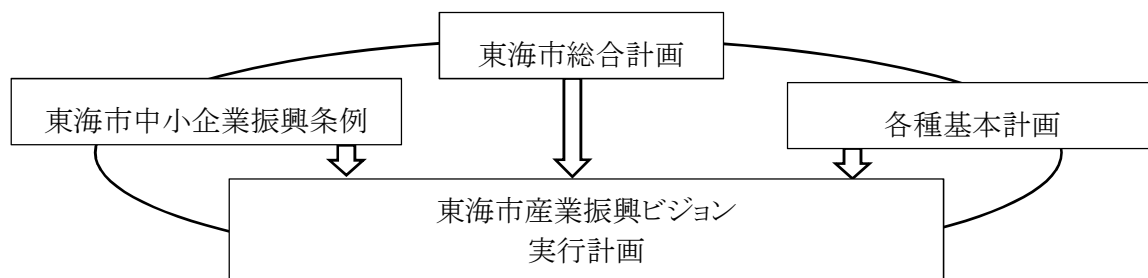 東海市総合計画
東海市中小企業振興条例
各種基本計画
東海市産業振興ビジョン
実行計画